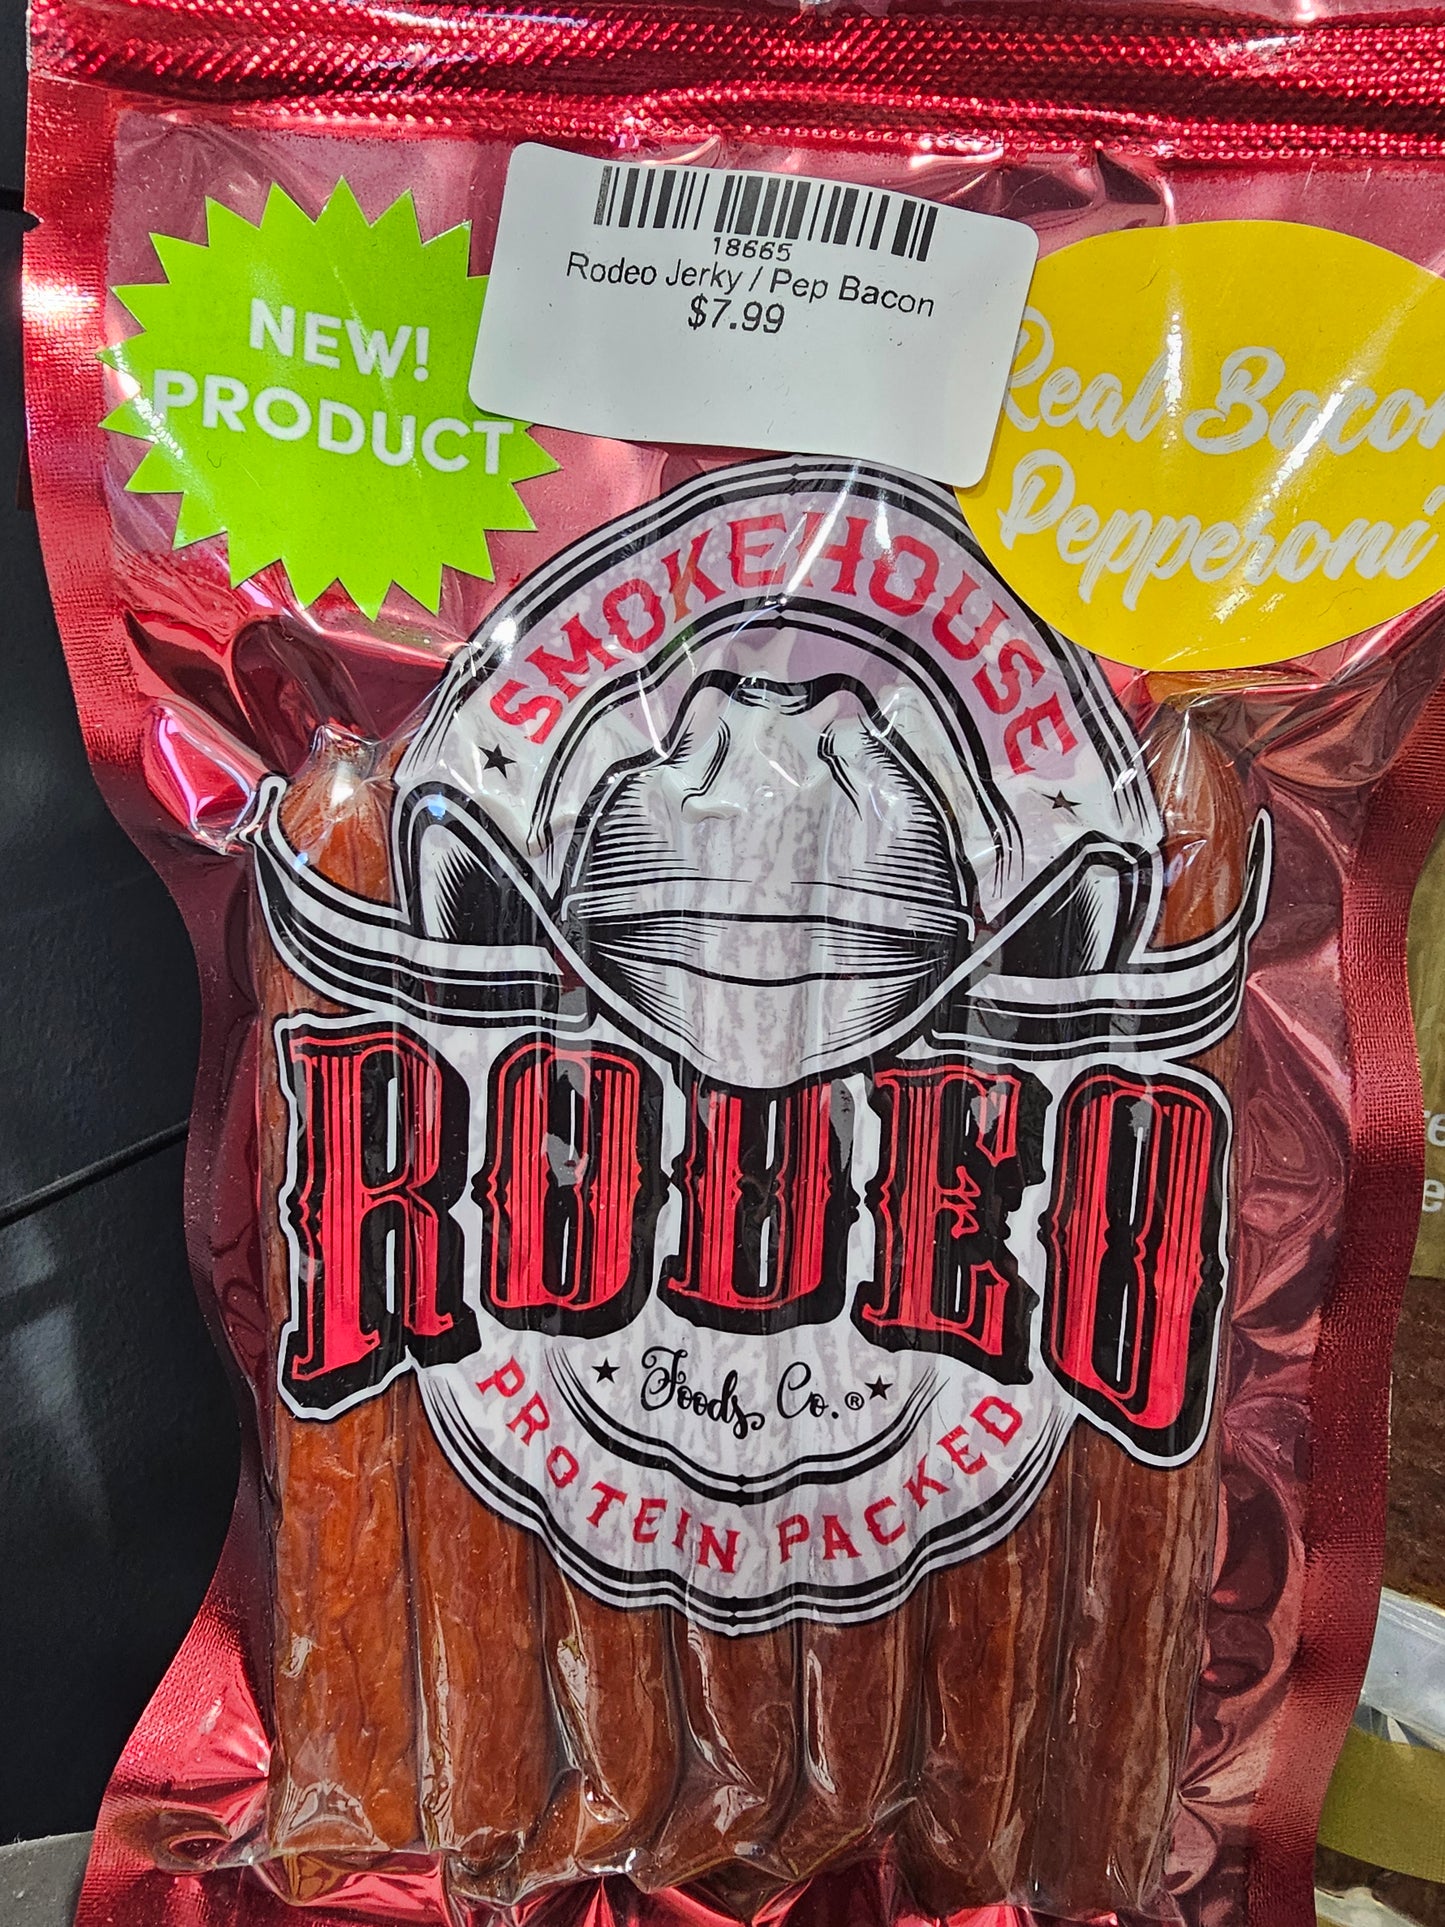 18665
Rodeo Jerky / Pep Bacon
$7.99
NEW!
PRODUCT
Real Bacon
Pepperoni
SMOKEHOUSE
RODEO
Foods Co.®
PROTEIN PACKED